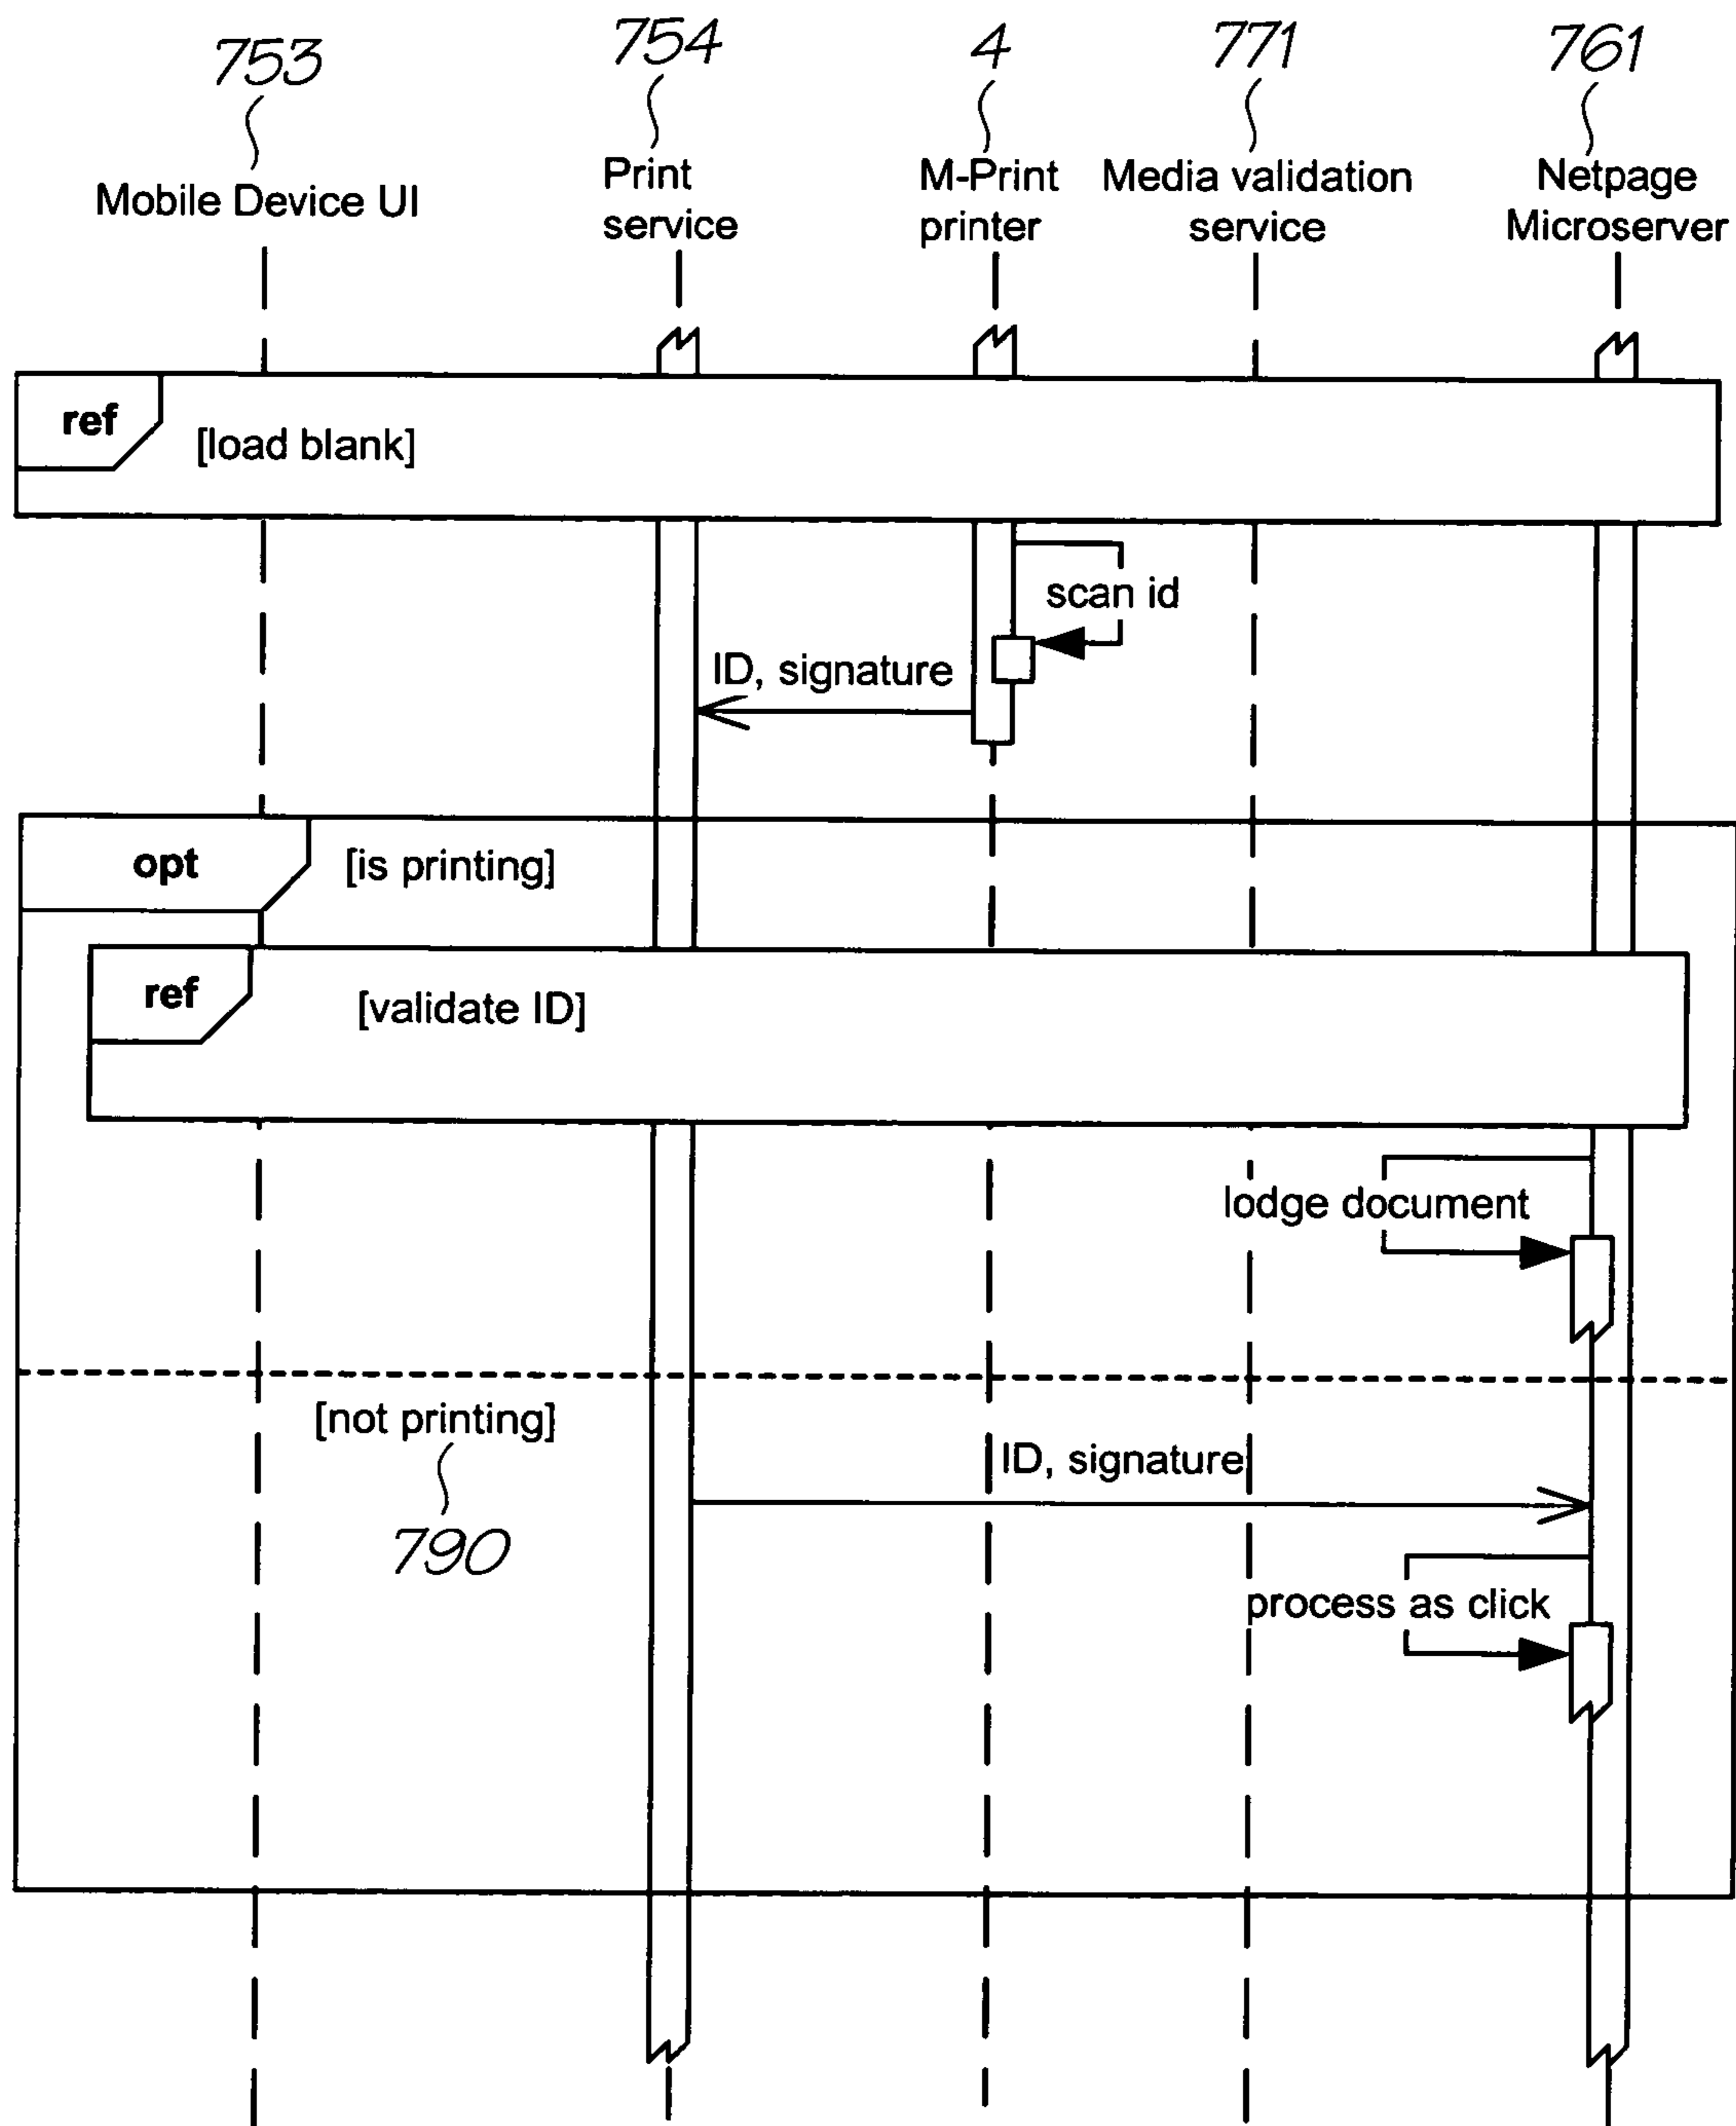 753
754
4
771
761
Mobile Device UI
Print
service
M-Print
printer
Media validation
service
Netpage
Microserver
ref
[load blank]
scan id
ID, signature
opt
[is printing]
ref
[validate ID]
lodge document
[not printing]
790
ID, signature
process as click